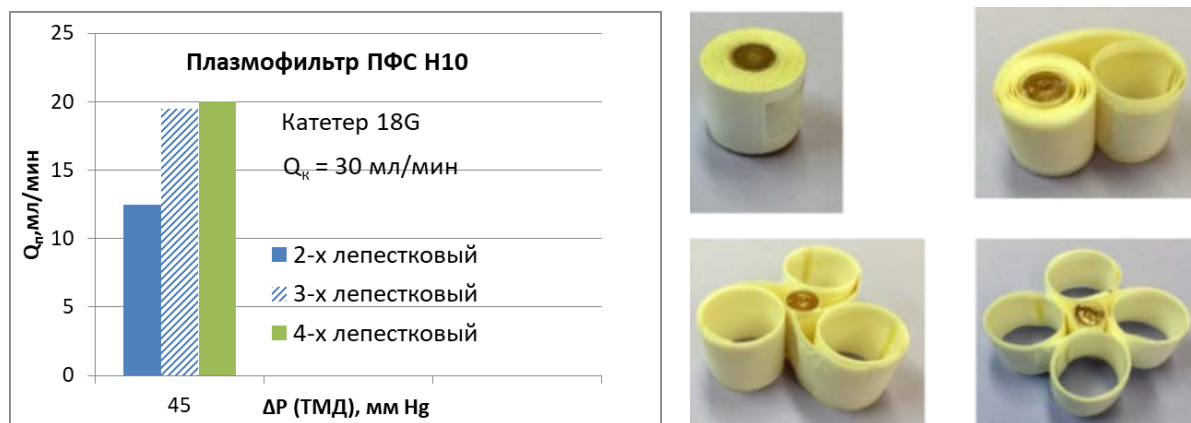 25
Плазмофильтр ПФС Н10
20
Катетер 18G
Qк = 30 мл/мин
15
10
Qп,мл/мин
2-х лепестковый
5
3-х лепестковый
4-х лепестковый
0
45
ΔР (ТМД), мм Hg